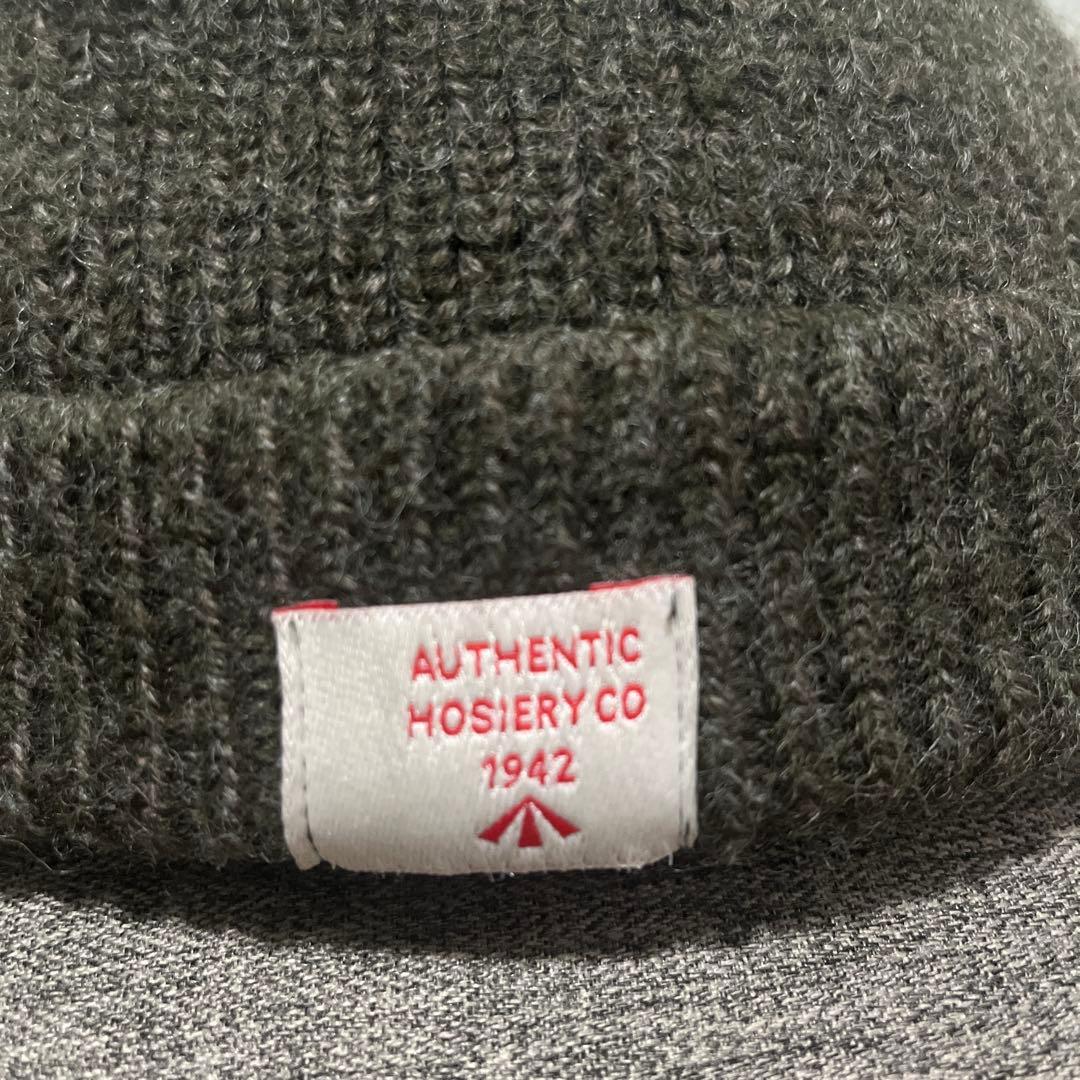 AUTHENTIC
HOSIERY CO
1942